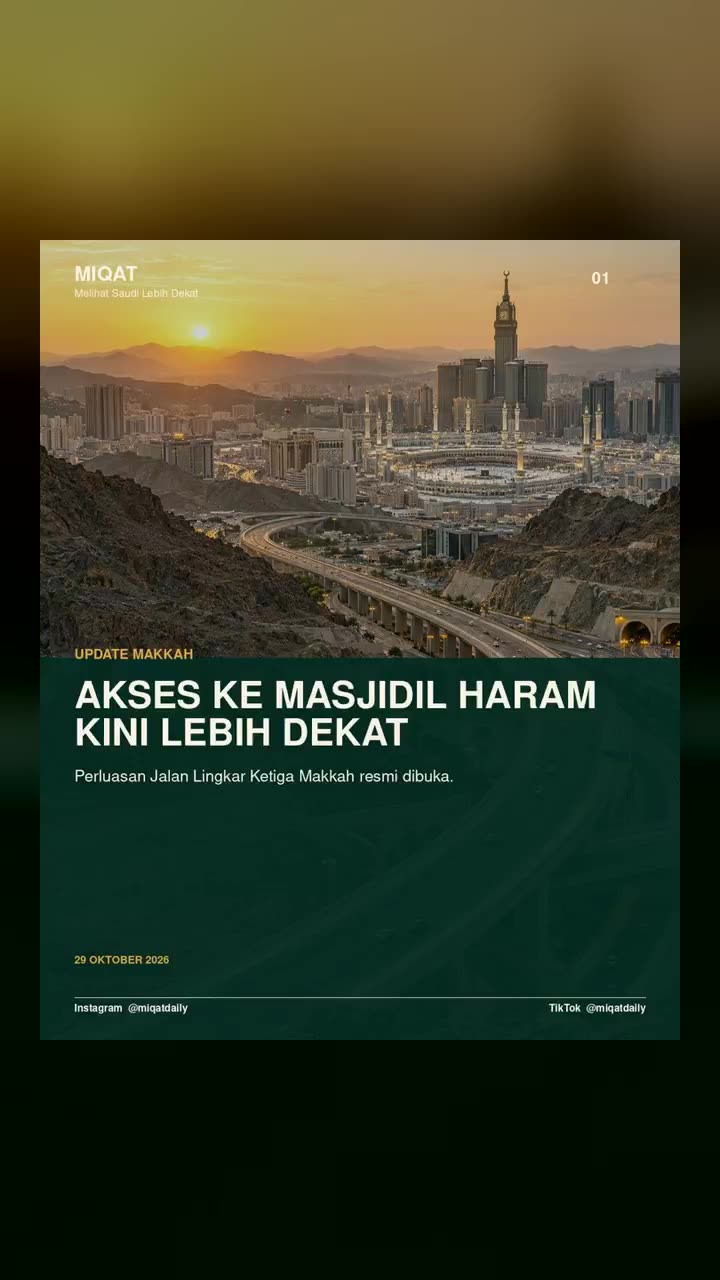 MIQAT
Melihat Saudi Lebih Dekat
01
UPDATE MAKKAH
AKSES KE MASJIDIL HARAM
KINI LEBIH DEKAT
Perluasan Jalan Lingkar Ketiga Makkah resmi dibuka.
29 OKTOBER 2026
Instagram @miqatdaily
TikTok @miqatdaily